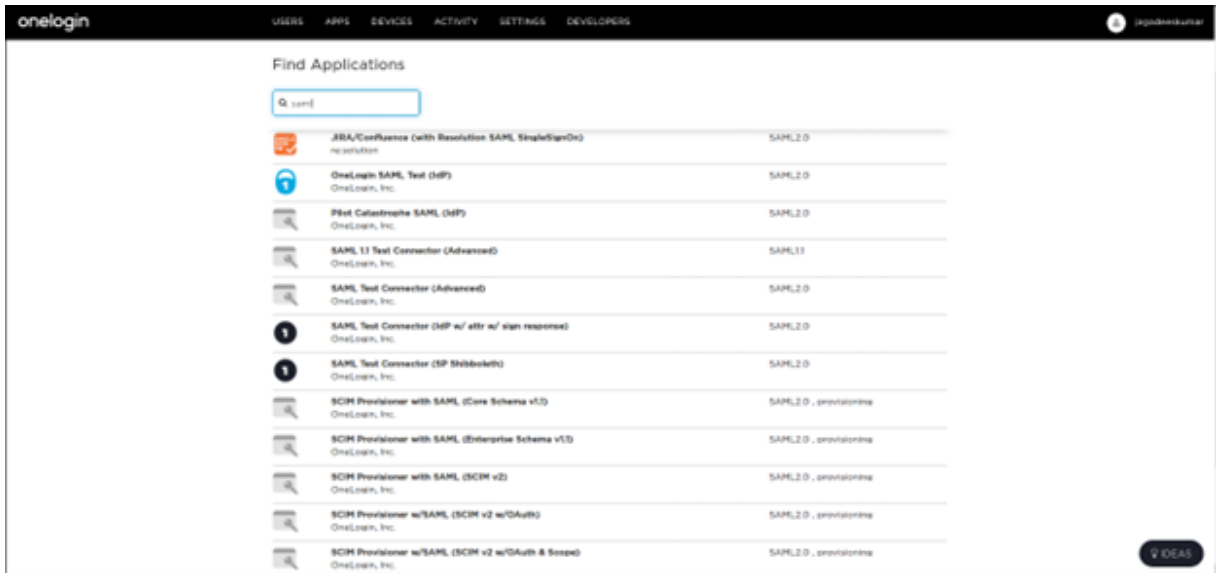 onelogin
USERS APPS DEVICES ACTIVITY SETTINGS DEVELOPERS
jagadeeskumar
Find Applications
saml
JIRA/Confluence (with Resolution SAML SingleSignOn) SAML2.0
re:solution
OneLogin SAML Test (IdP) SAML2.0
OneLogin, Inc.
Pilot Catastrophe SAML (IdP) SAML2.0
OneLogin, Inc.
SAML 1.1 Test Connector (Advanced) SAML1.1
OneLogin, Inc.
SAML Test Connector (Advanced) SAML2.0
OneLogin, Inc.
SAML Test Connector (IdP w/ attr w/ sign response) SAML2.0
OneLogin, Inc.
SAML Test Connector (SP Shibboleth) SAML2.0
OneLogin, Inc.
SCIM Provisioner with SAML (Core Schema v1.1) SAML2.0 , provisioning
OneLogin, Inc.
SCIM Provisioner with SAML (Enterprise Schema v1.1) SAML2.0 , provisioning
OneLogin, Inc.
SCIM Provisioner with SAML (SCIM v2) SAML2.0 , provisioning
OneLogin, Inc.
SCIM Provisioner w/SAML (SCIM v2 w/OAuth) SAML2.0 , provisioning
OneLogin, Inc.
SCIM Provisioner w/SAML (SCIM v2 w/OAuth & Scope) SAML2.0 , provisioning
OneLogin, Inc.
IDEAS